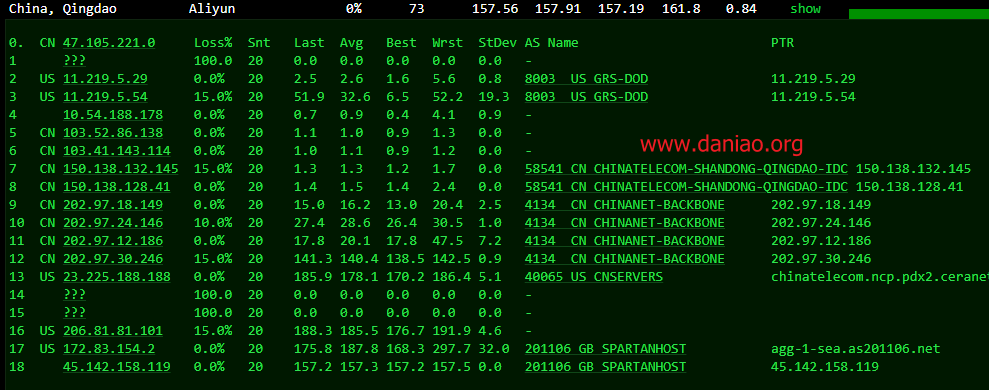 China, Qingdao Aliyun 0% 73 157.56 157.91 157.19 161.8 0.84 show
0. CN 47.105.221.0 Loss% Snt Last Avg Best Wrst StDev AS Name PTR
1 ??? 100.0 20 0.0 0.0 0.0 0.0 0.0 -
2 US 11.219.5.29 0.0% 20 2.5 2.6 1.6 5.6 0.8 8003 US GRS-DOD 11.219.5.29
3 US 11.219.5.54 15.0% 20 51.9 32.6 6.5 52.2 19.3 8003 US GRS-DOD 11.219.5.54
4 10.54.188.178 0.0% 20 0.7 0.9 0.4 4.1 0.9 -
5 CN 103.52.86.138 0.0% 20 1.1 1.0 0.9 1.3 0.0 -
6 CN 103.41.143.114 0.0% 20 1.0 1.1 0.9 1.2 0.0 -
www.daniao.org
7 CN 150.138.132.145 15.0% 20 1.3 1.3 1.2 1.7 0.0 58541 CN CHINATELECOM-SHANDONG-QINGDAO-IDC 150.138.132.145
8 CN 150.138.128.41 0.0% 20 1.4 1.5 1.4 2.4 0.0 58541 CN CHINATELECOM-SHANDONG-QINGDAO-IDC 150.138.128.41
9 CN 202.97.18.149 0.0% 20 15.0 16.2 13.0 20.4 2.5 4134 CN CHINANET-BACKBONE 202.97.18.149
10 CN 202.97.24.146 10.0% 20 27.4 28.6 26.4 30.5 1.0 4134 CN CHINANET-BACKBONE 202.97.24.146
11 CN 202.97.12.186 0.0% 20 17.8 20.1 17.8 47.5 7.2 4134 CN CHINANET-BACKBONE 202.97.12.186
12 CN 202.97.30.246 15.0% 20 141.3 140.4 138.5 142.5 0.9 4134 CN CHINANET-BACKBONE 202.97.30.246
13 US 23.225.188.188 0.0% 20 185.9 178.1 170.2 186.4 5.1 40065 US CNSERVERS chinatelecom.ncp.pdx2.ceranet
14 ??? 100.0 20 0.0 0.0 0.0 0.0 0.0 -
15 ??? 100.0 20 0.0 0.0 0.0 0.0 0.0 -
16 US 206.81.81.101 15.0% 20 188.3 185.5 176.7 191.9 4.6 -
17 US 172.83.154.2 0.0% 20 175.8 187.8 168.3 297.7 32.0 201106 GB SPARTANHOST agg-1-sea.as201106.net
18 45.142.158.119 0.0% 20 157.2 157.3 157.2 157.5 0.0 201106 GB SPARTANHOST 45.142.158.119